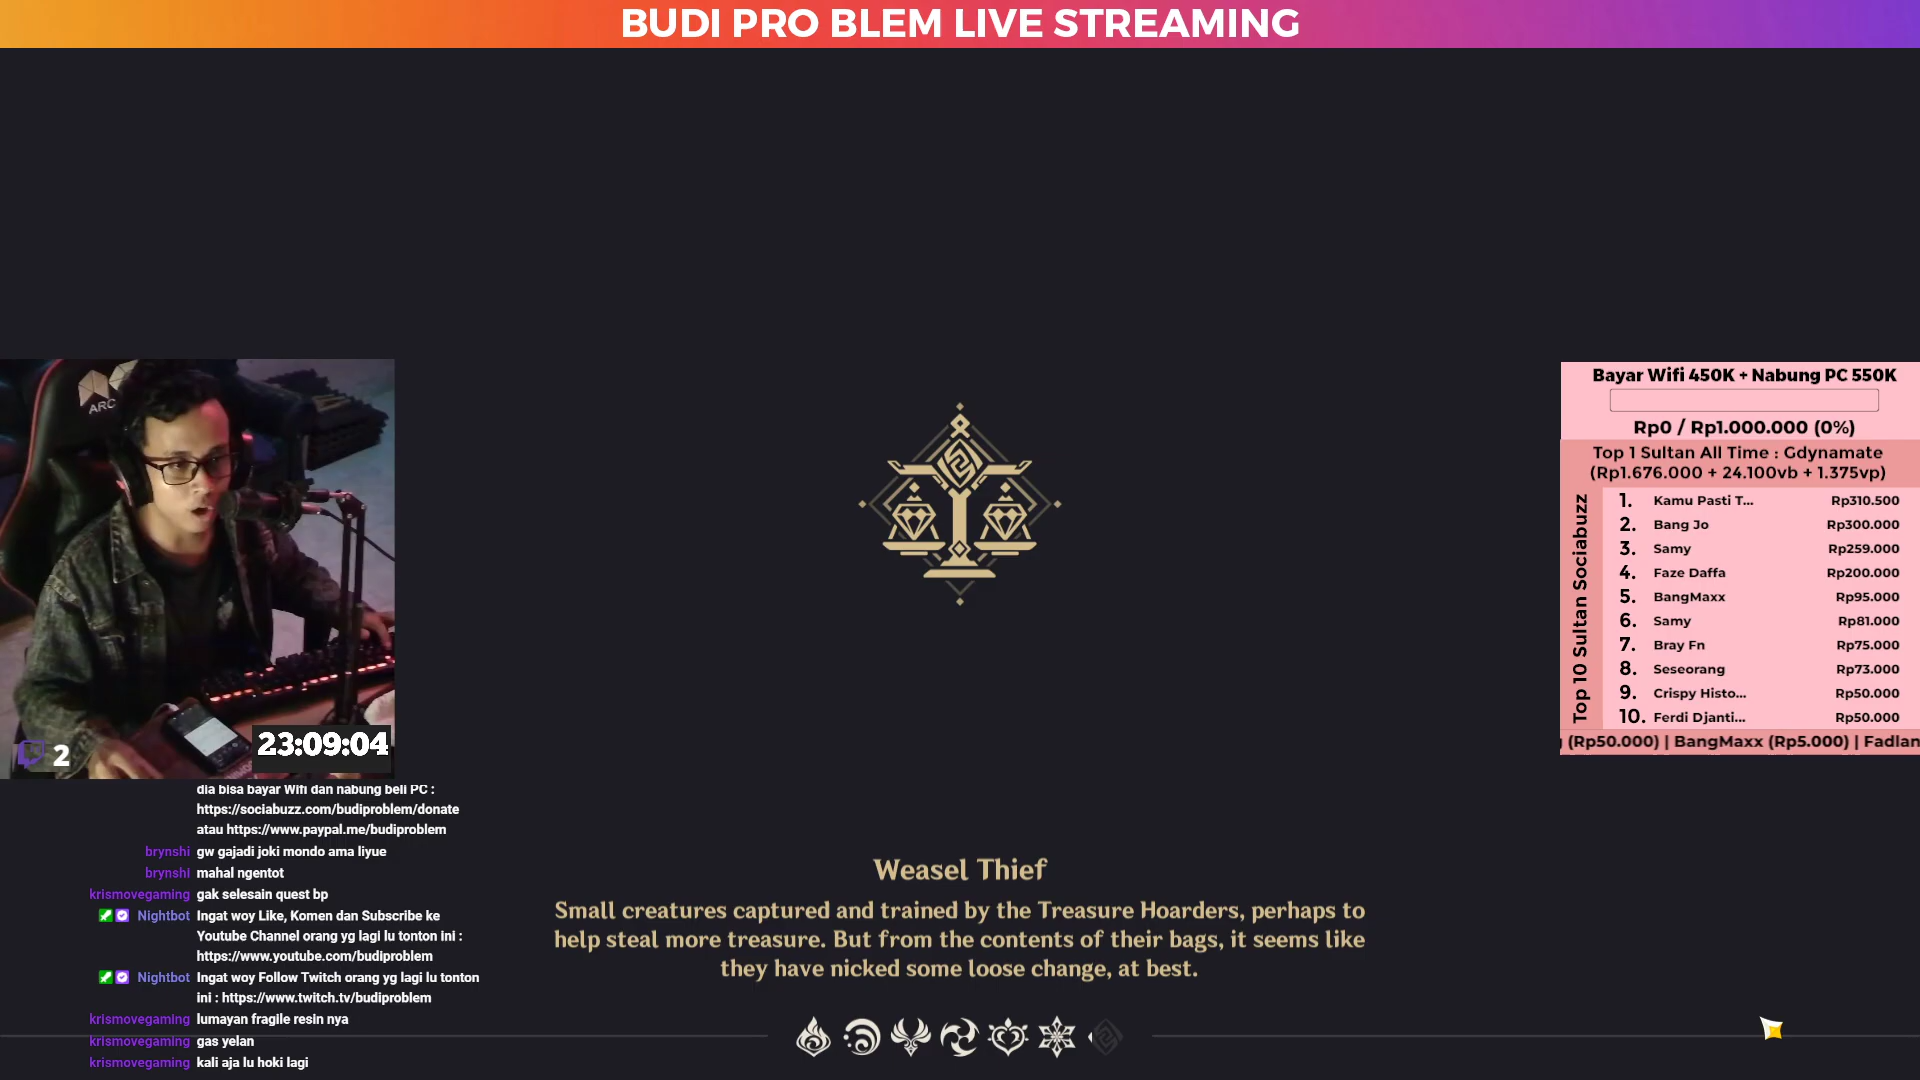 BUDI PRO BLEM LIVE STREAMING
ARC
2
23:09:04
dia bisa bayar Wifi dan nabung beli PC :
https://sociabuzz.com/budiproblem/donate
atau https://www.paypal.me/budiproblem
brynshi gw gajadi joki mondo ama liyue
brynshi mahal ngentot
krismovegaming gak selesain quest bp
Nightbot Ingat woy Like, Komen dan Subscribe ke
Youtube Channel orang yg lagi lu tonton ini :
https://www.youtube.com/budiproblem
Nightbot Ingat woy Follow Twitch orang yg lagi lu tonton
ini : https://www.twitch.tv/budiproblem
krismovegaming lumayan fragile resin nya
krismovegaming gas yelan
krismovegaming kali aja lu hoki lagi
Weasel Thief
Small creatures captured and trained by the Treasure Hoarders, perhaps to
help steal more treasure. But from the contents of their bags, it seems like
they have nicked some loose change, at best.
Bayar Wifi 450K + Nabung PC 550K
Rp0 / Rp1.000.000 (0%)
Top 1 Sultan All Time : Gdynamate
(Rp1.676.000 + 24.100vb + 1.375vp)
Top 10 Sultan Sociabuzz
1. Kamu Pasti T... Rp310.500
2. Bang Jo Rp300.000
3. Samy Rp259.000
4. Faze Daffa Rp200.000
5. BangMaxx Rp95.000
6. Samy Rp81.000
7. Bray Fn Rp75.000
8. Seseorang Rp73.000
9. Crispy Histo... Rp50.000
10. Ferdi Djanti... Rp50.000
(Rp50.000) | BangMaxx (Rp5.000) | Fadlan